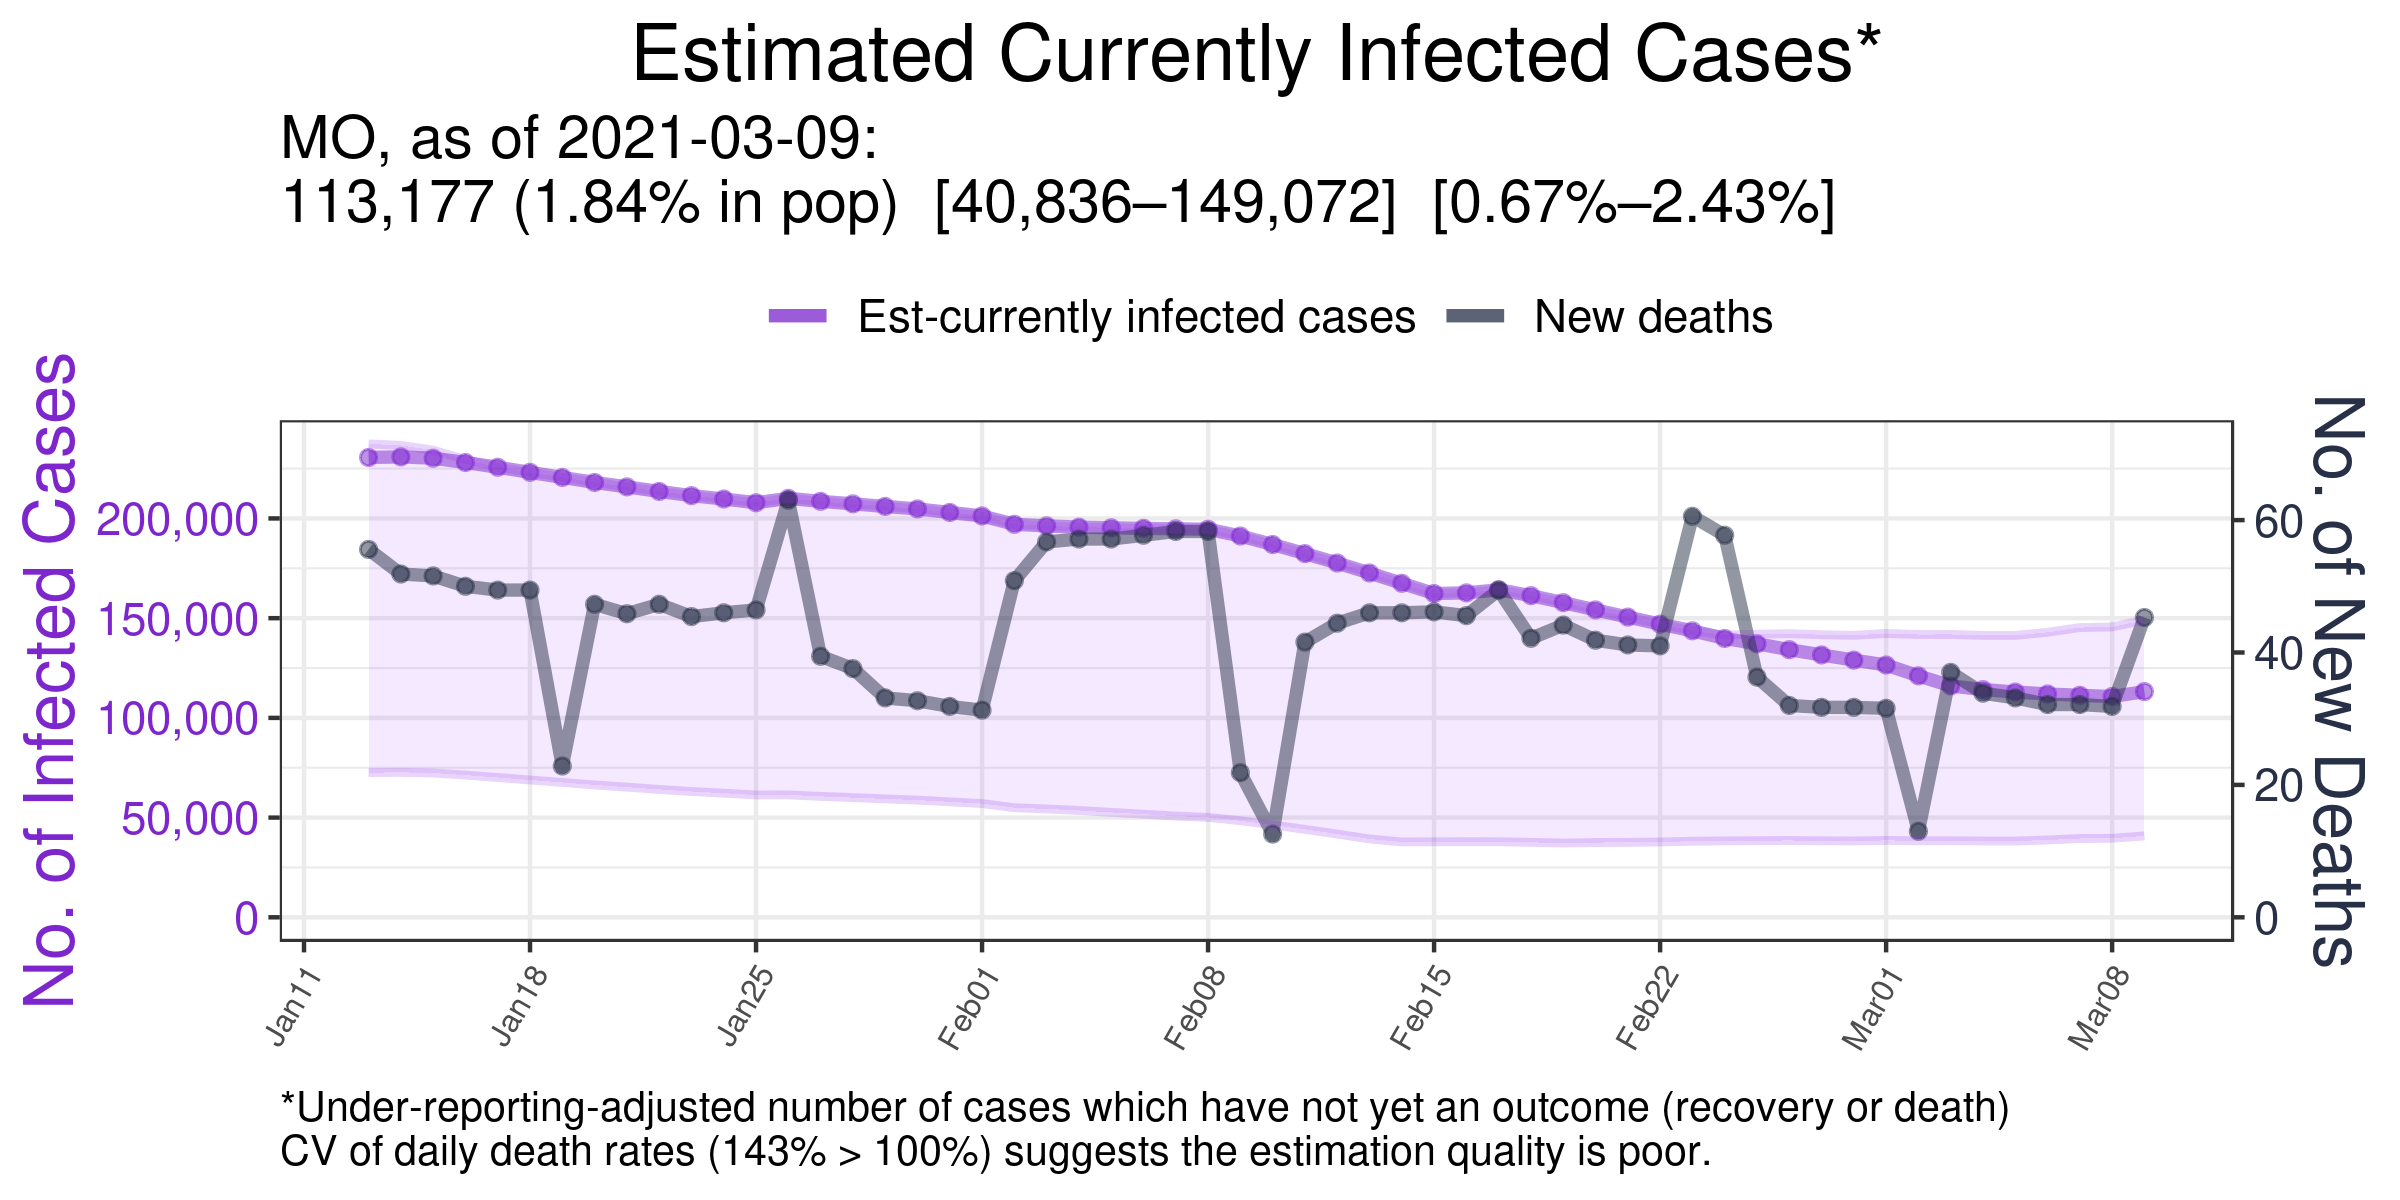 Estimated Currently Infected Cases*
MO, as of 2021-03-09:
113,177 (1.84% in pop)  [40,836–149,072]  [0.67%–2.43%]
Est-currently infected cases
New deaths
No. of Infected Cases
200,000
150,000
100,000
50,000
0
No. of New Deaths
60
40
20
0
Jan11
Jan18
Jan25
Feb01
Feb08
Feb15
Feb22
Mar01
Mar08
*Under-reporting-adjusted number of cases which have not yet an outcome (recovery or death)
CV of daily death rates (143% > 100%) suggests the estimation quality is poor.